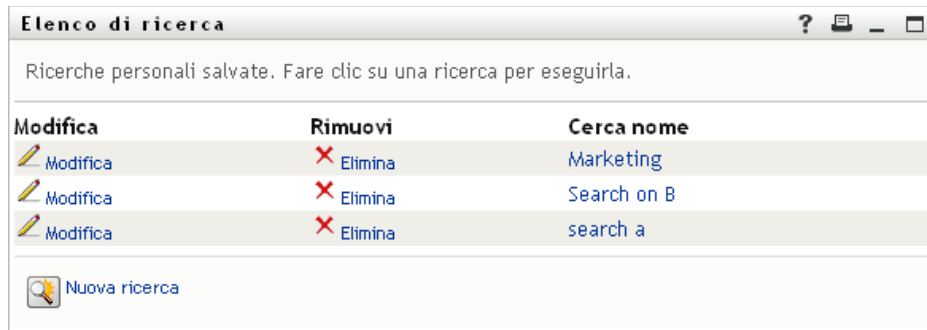 Elenco di ricerca
Ricerche personali salvate. Fare clic su una ricerca per eseguirla.
Modifica Rimuovi Cerca nome
Modifica Elimina Marketing
Modifica Elimina Search on B
Modifica Elimina search a
Nuova ricerca